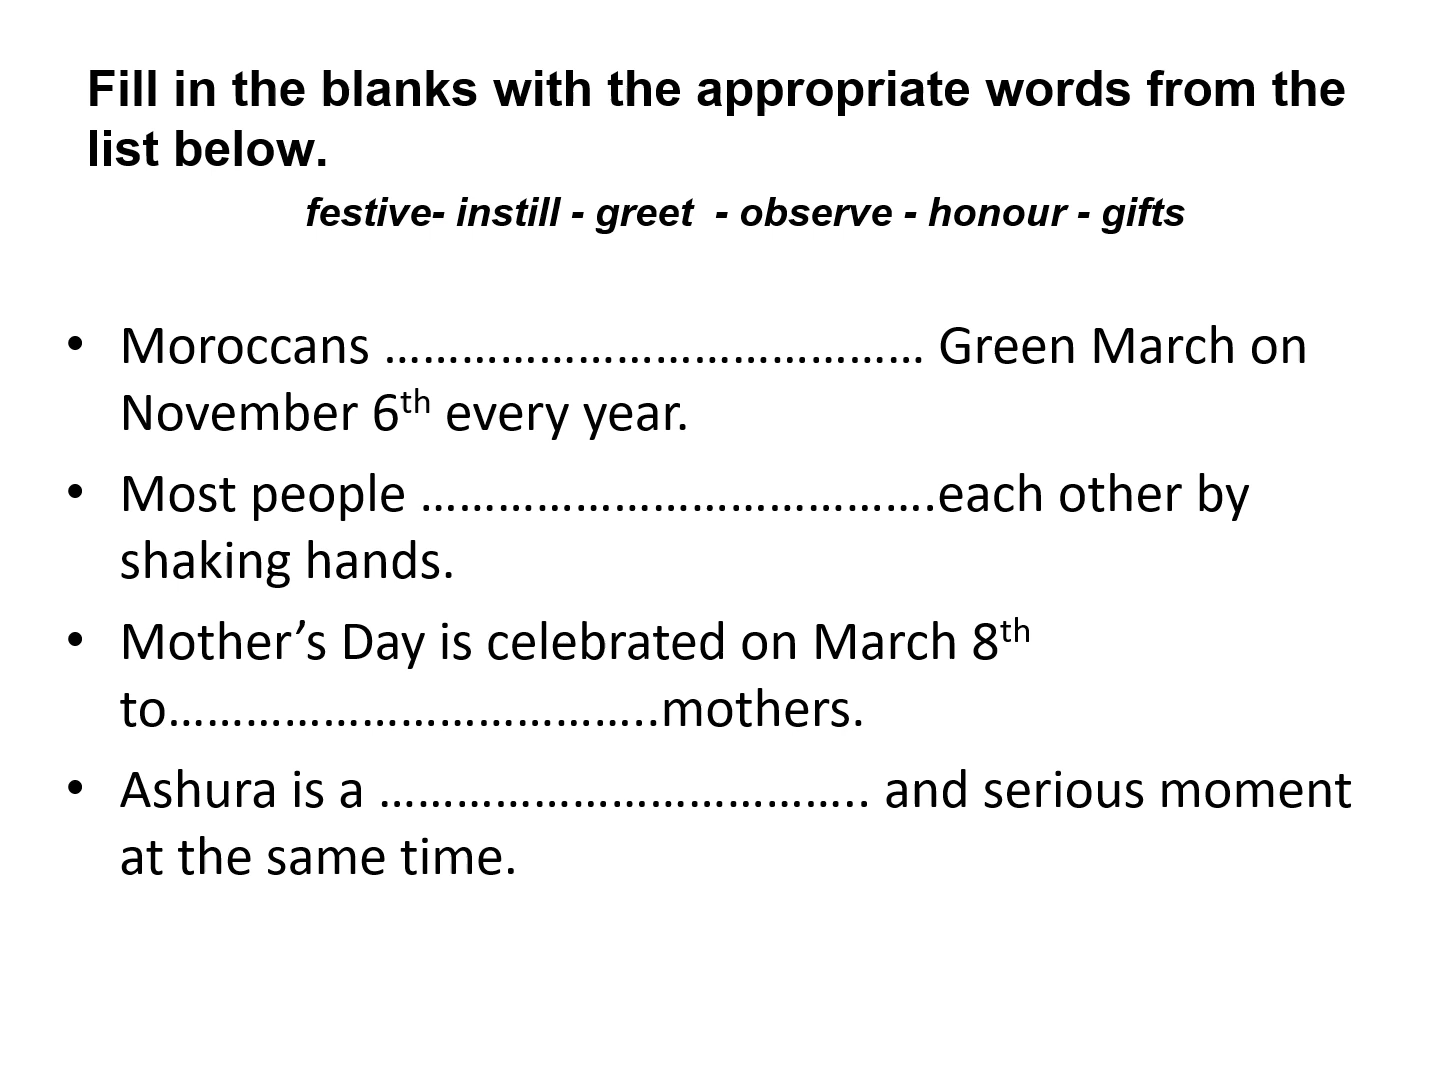 Fill in the blanks with the appropriate words from the
list below.
festive- instill - greet  - observe - honour - gifts
• Moroccans …………………………………… Green March on
November 6th every year.
• Most people ………………………………….each other by
shaking hands.
• Mother’s Day is celebrated on March 8th
to………………………………..mothers.
• Ashura is a ……………………………….. and serious moment
at the same time.